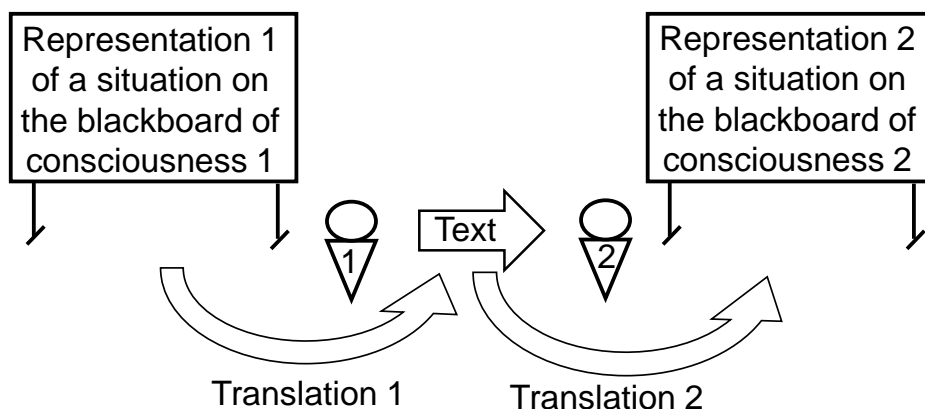 Representation 1
of a situation on
the blackboard of
consciousness 1
Representation 2
of a situation on
the blackboard of
consciousness 2
1
Text
2
Translation 1
Translation 2